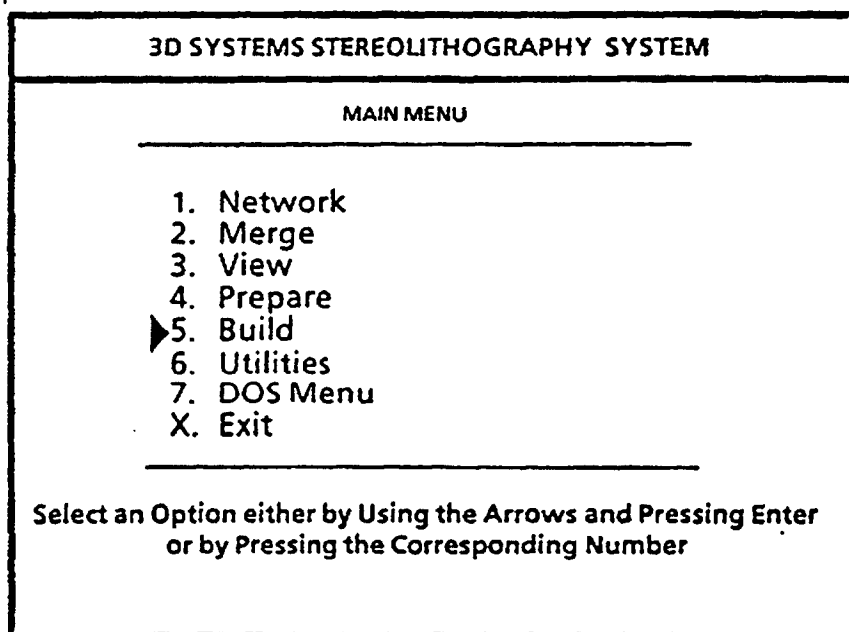 3D SYSTEMS STEREOLITHOGRAPHY SYSTEM
MAIN MENU
1. Network
2. Merge
3. View
4. Prepare
5. Build
6. Utilities
7. DOS Menu
X. Exit
Select an Option either by Using the Arrows and Pressing Enter
or by Pressing the Corresponding Number